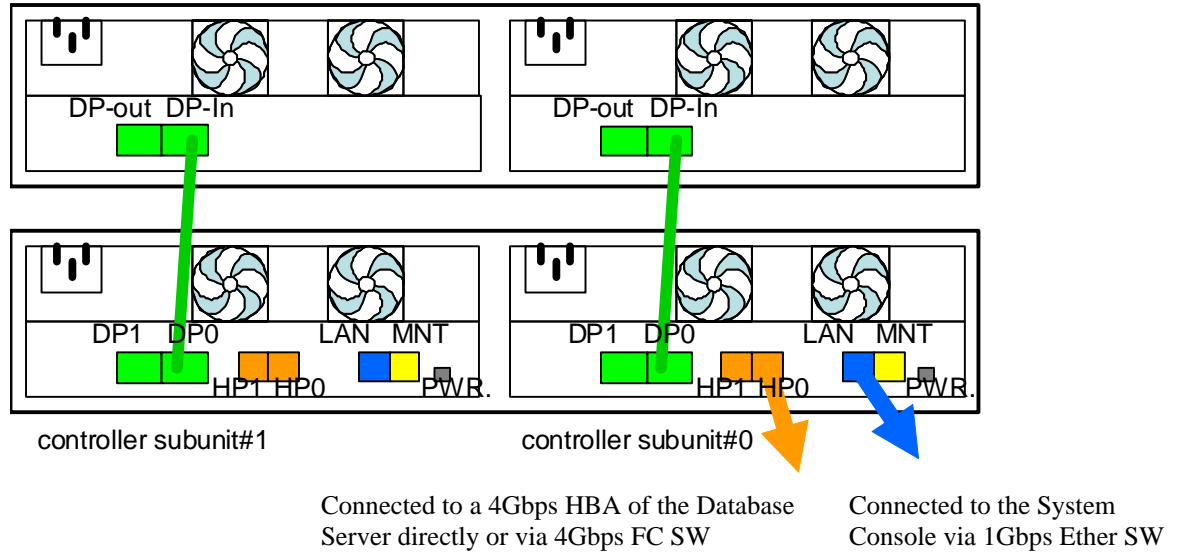 DP-out DP-In
DP-out DP-In
DP1 DP0 LAN MNT
HP1 HP0 PWR.
DP1 DP0 LAN MNT
HP1 HP0 PWR.
controller subunit#1
controller subunit#0
Connected to a 4Gbps HBA of the Database
Server directly or via 4Gbps FC SW
Connected to the System
Console via 1Gbps Ether SW